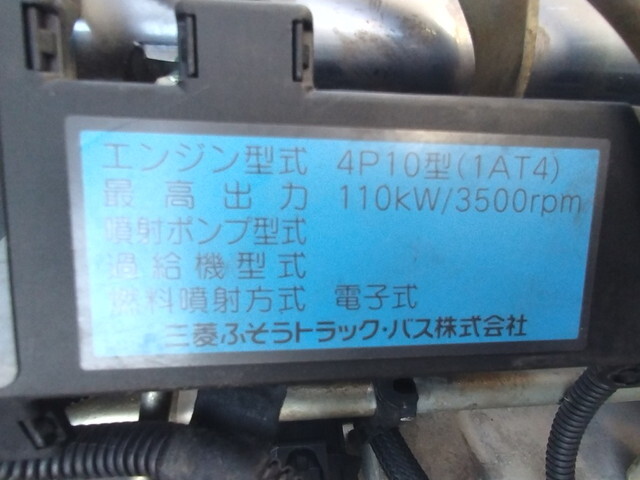 エンジン型式 4P10型(1AT4)
最高出力 110kW/3500rpm
噴射ポンプ型式
過給機型式
燃料噴射方式 電子式
三菱ふそうトラック・バス株式会社